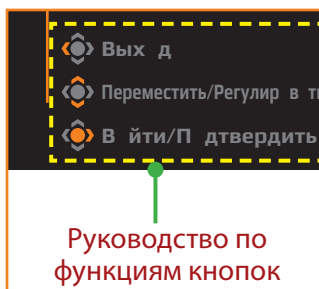 Вых д
Переместить/Регулир в т
В йти/П дтвердить
Руководство по
функциям кнопок